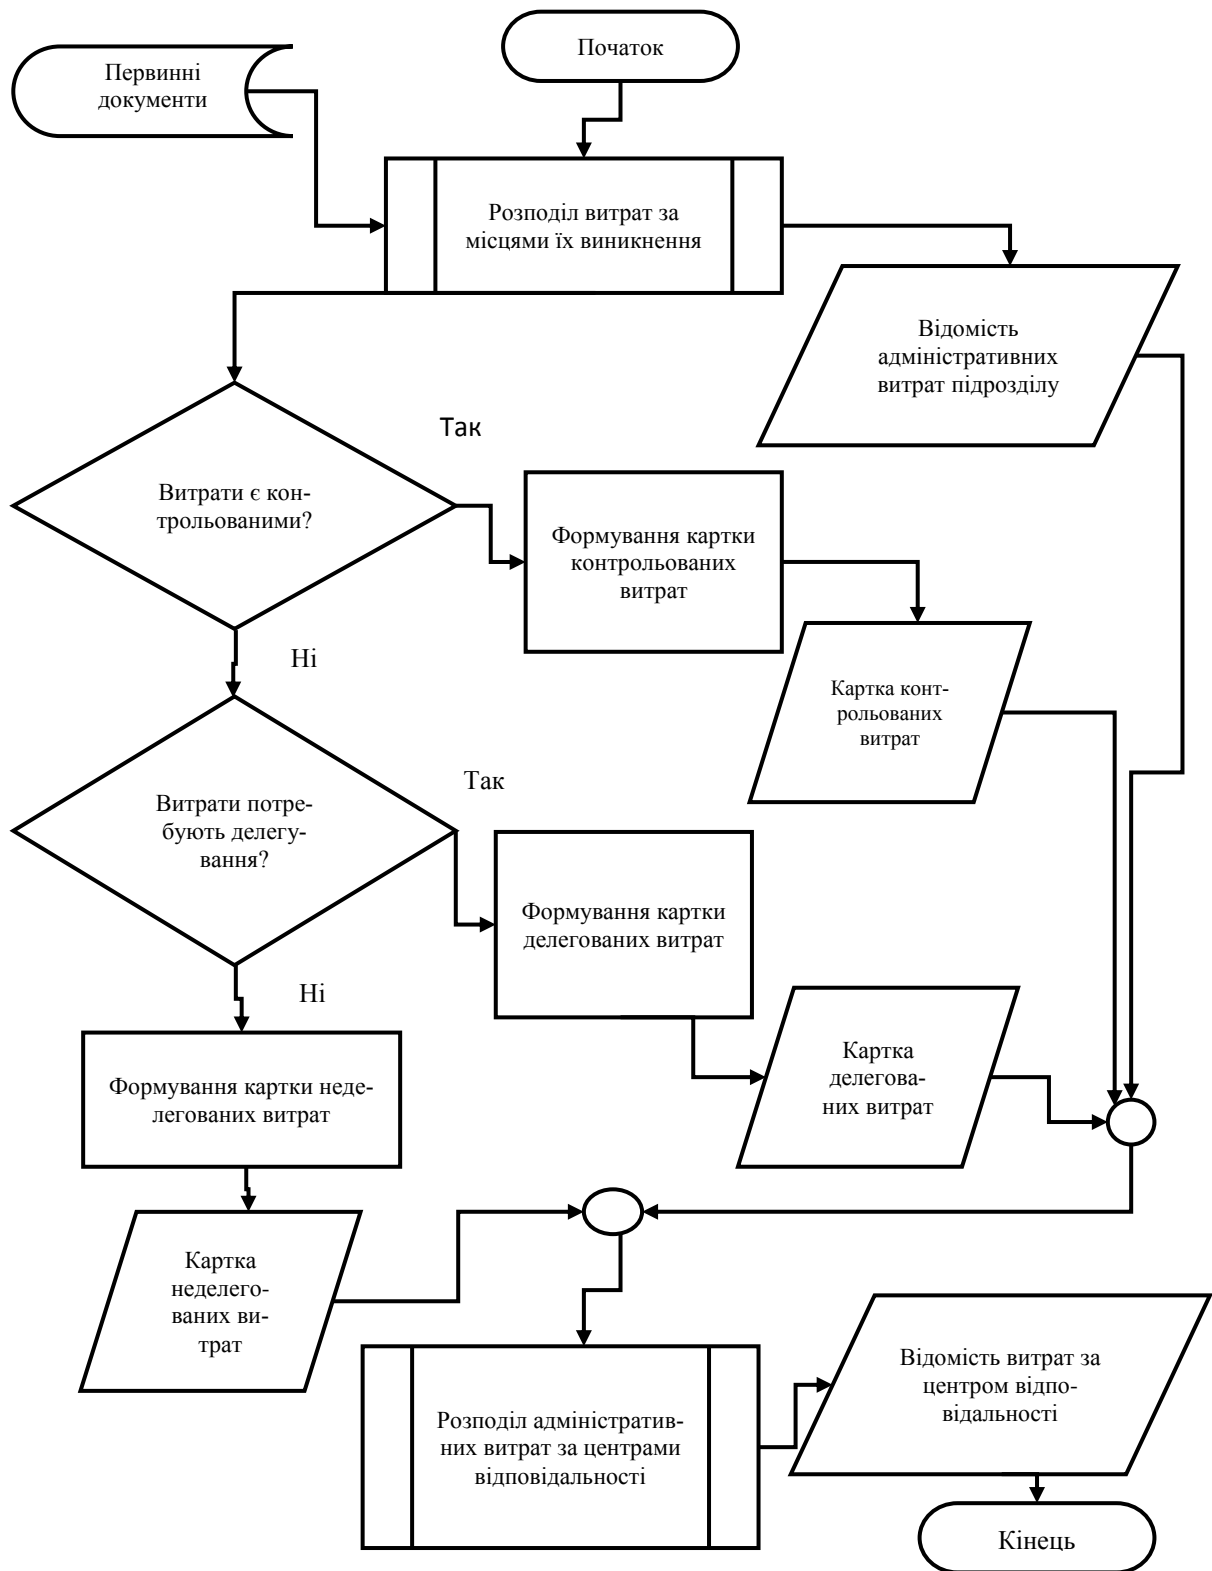 Початок
Первинні
документи
Розподіл витрат за
місцями їх виникнення
Відомість
адміністративних
витрат підрозділу
Так
Витрати є кон-
трольованими?
Формування картки
контрольованих
витрат
Ні
Картка конт-
рольованих
витрат
Так
Витрати потре-
бують делегу-
вання?
Формування картки
делегованих витрат
Ні
Картка
делегова-
них витрат
Формування картки неде-
легованих витрат
Картка
неделего-
ваних ви-
трат
Відомість витрат за
центром відпо-
відальності
Розподіл адміністратив-
них витрат за центрами
відповідальності
Кінець